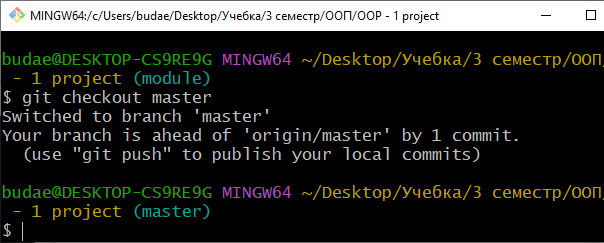 MINGW64:/c/Users/budae/Desktop/Учебка/3 семестр/ООП/OOP - 1 project
budae@DESKTOP-CS9RE9G MINGW64 ~/Desktop/Учебка/3 семестр/ООП/
- 1 project (module)
$ git checkout master
Switched to branch 'master'
Your branch is ahead of 'origin/master' by 1 commit.
(use "git push" to publish your local commits)
budae@DESKTOP-CS9RE9G MINGW64 ~/Desktop/Учебка/3 семестр/ООП/
- 1 project (master)
$